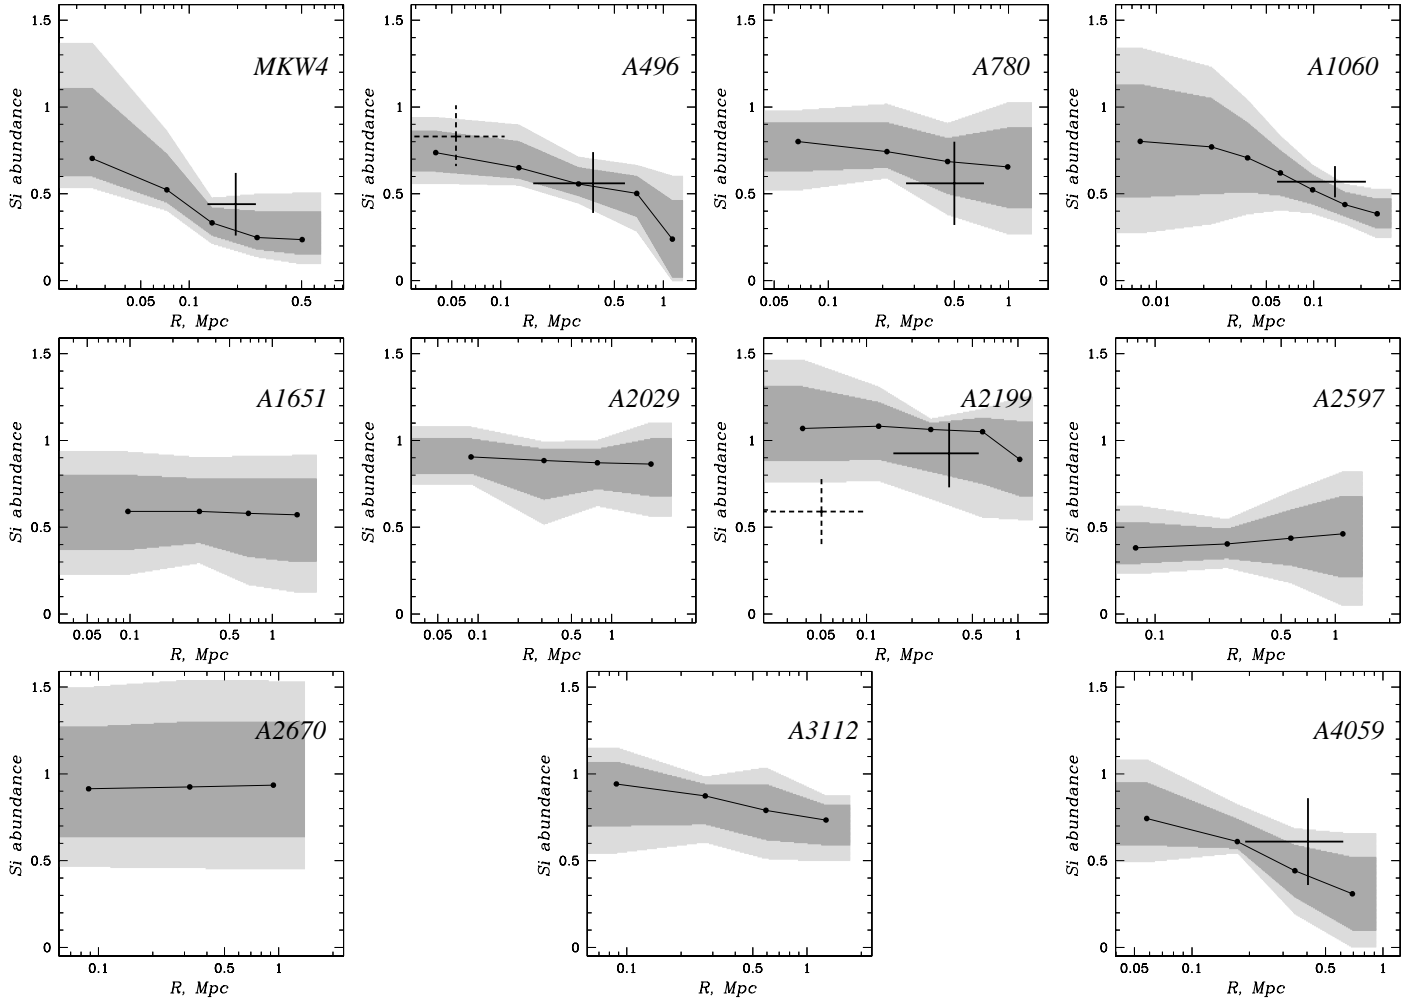 MKW4
Si abundance
1.5
1
0.5
0
0.05 0.1 0.5
R, Mpc
A496
Si abundance
1.5
1
0.5
0
0.05 0.1 0.5 1
R, Mpc
A780
Si abundance
1.5
1
0.5
0
0.05 0.1 0.5 1
R, Mpc
A1060
Si abundance
1.5
1
0.5
0
0.01 0.05 0.1
R, Mpc
A1651
Si abundance
1.5
1
0.5
0
0.05 0.1 0.5 1
R, Mpc
A2029
Si abundance
1.5
1
0.5
0
0.05 0.1 0.5 1
R, Mpc
A2199
Si abundance
1.5
1
0.5
0
0.05 0.1 0.5 1
R, Mpc
A2597
Si abundance
1.5
1
0.5
0
0.1 0.5 1
R, Mpc
A2670
Si abundance
1.5
1
0.5
0
0.1 0.5 1
R, Mpc
A3112
Si abundance
1.5
1
0.5
0
0.1 0.5 1
R, Mpc
A4059
Si abundance
1.5
1
0.5
0
0.05 0.1 0.5 1
R, Mpc